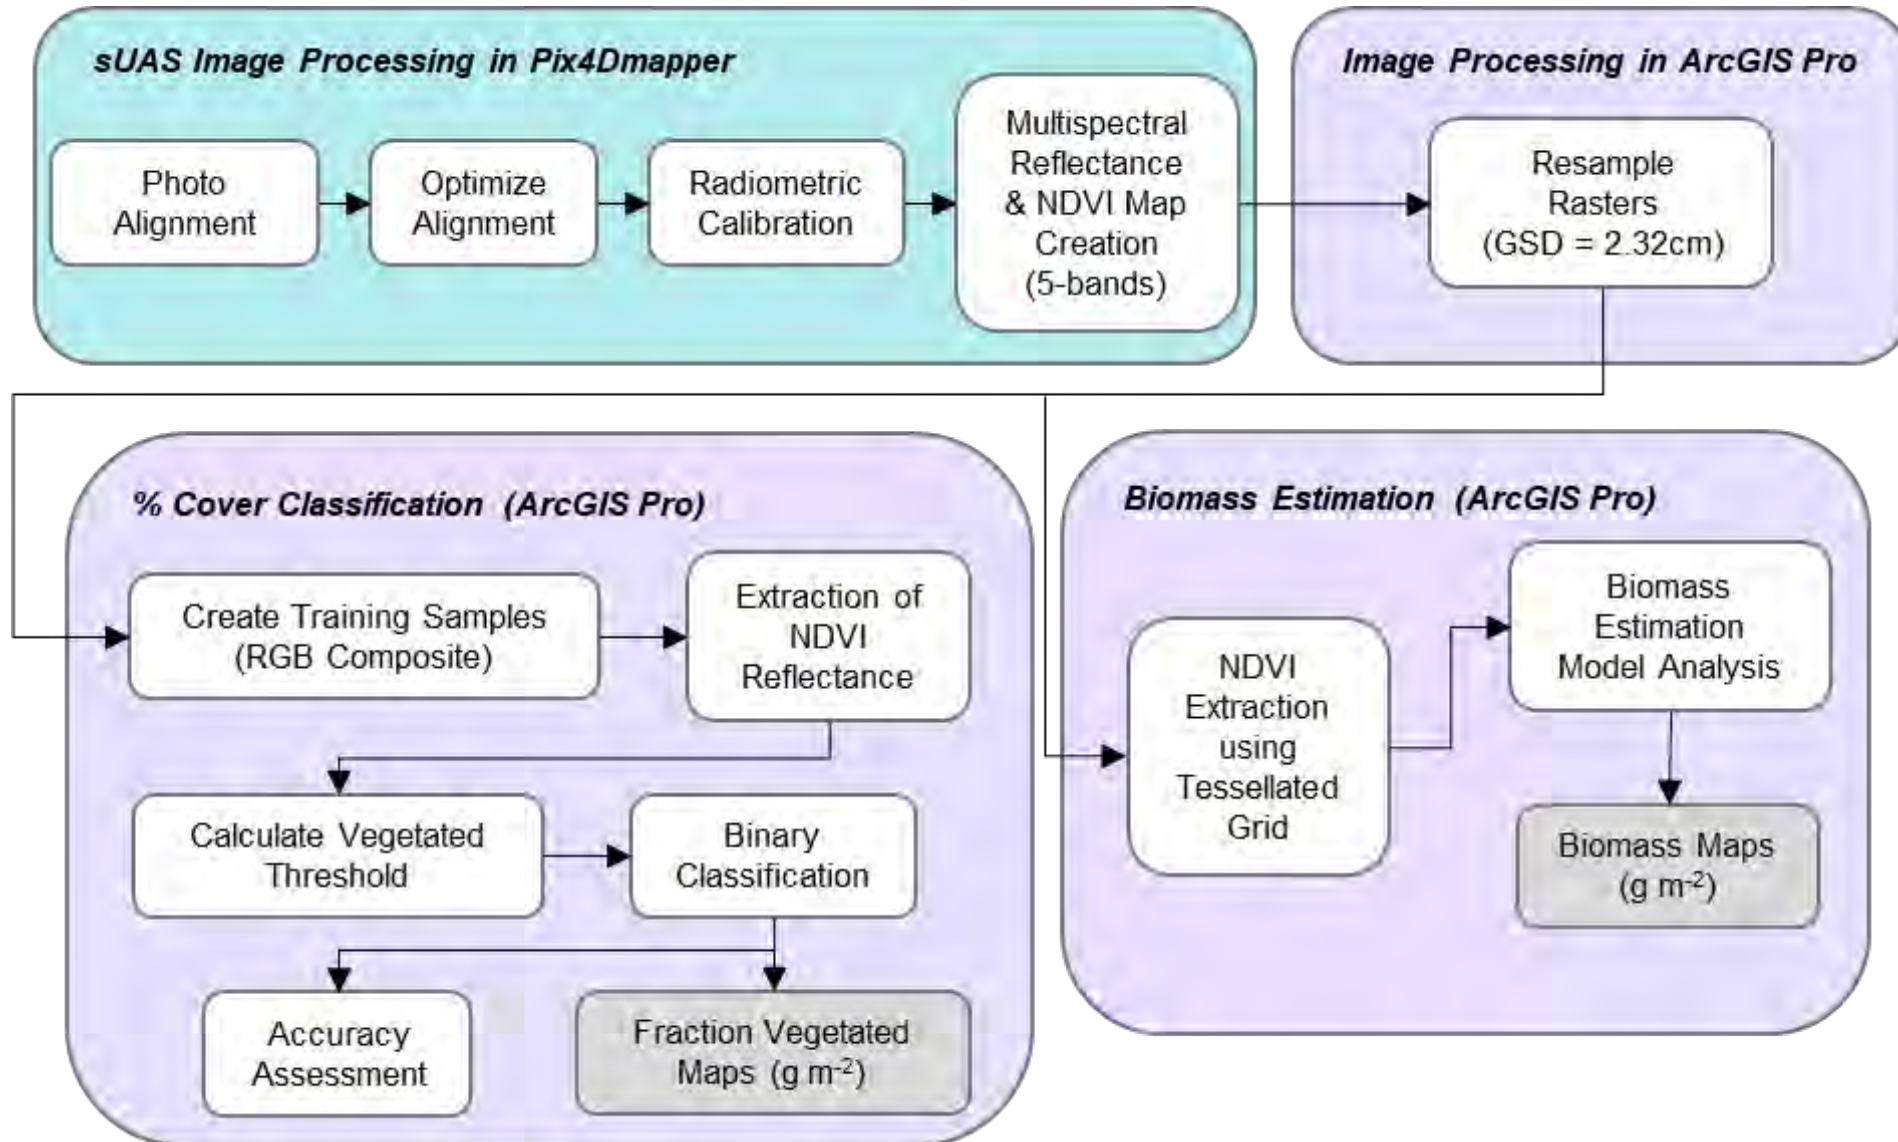 sUAS Image Processing in Pix4Dmapper
Photo
Alignment
Optimize
Alignment
Radiometric
Calibration
Multispectral
Reflectance
& NDVI Map
Creation
(5-bands)
Image Processing in ArcGIS Pro
Resample
Rasters
(GSD = 2.32cm)
% Cover Classification (ArcGIS Pro)
Create Training Samples
(RGB Composite)
Extraction of
NDVI
Reflectance
Calculate Vegetated
Threshold
Binary
Classification
Accuracy
Assessment
Fraction Vegetated
Maps (g m⁻²)
Biomass Estimation (ArcGIS Pro)
NDVI
Extraction
using
Tessellated
Grid
Biomass
Estimation
Model Analysis
Biomass Maps
(g m⁻²)